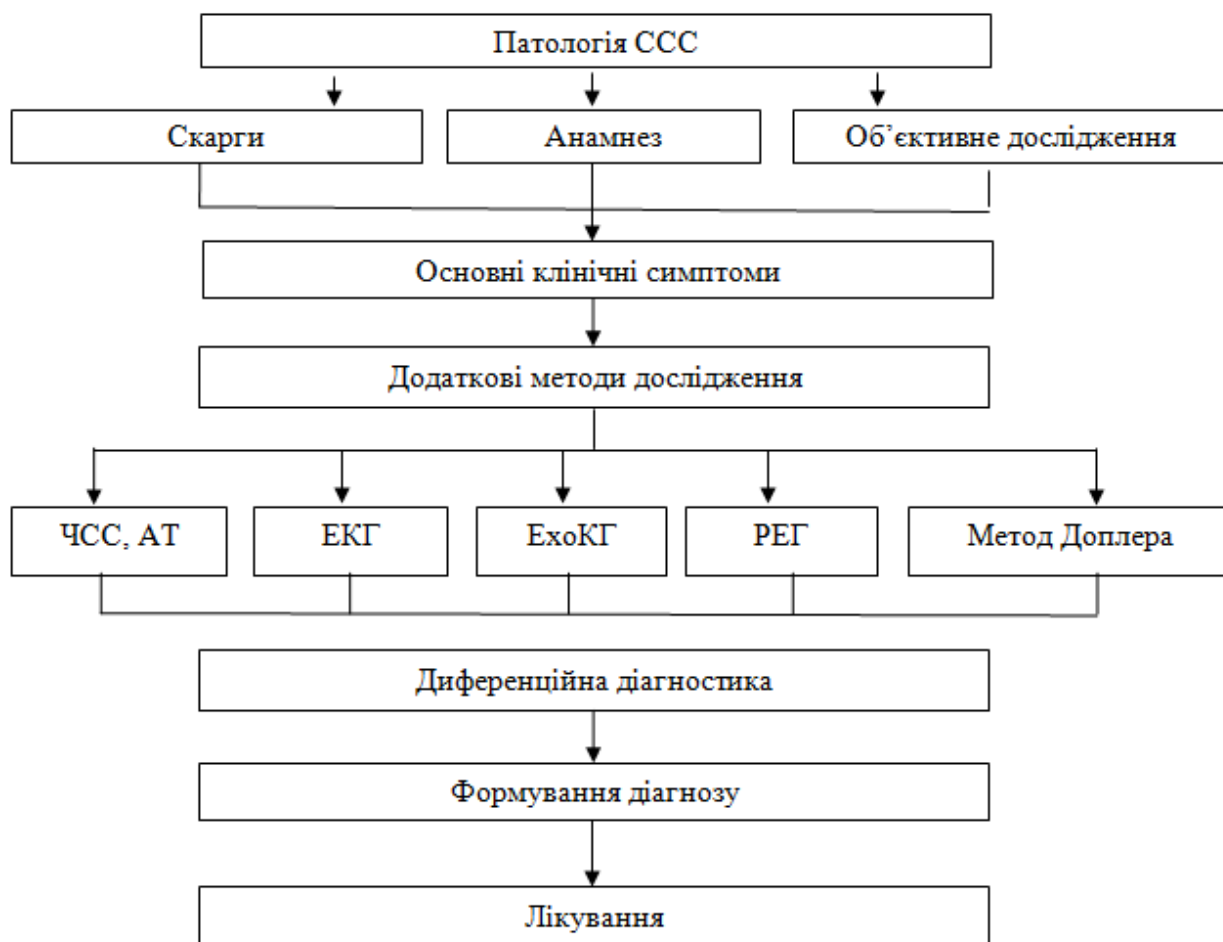 Патологія ССС
Скарги
Анамнез
Об’єктивне дослідження
Основні клінічні симптоми
Додаткові методи дослідження
ЧСС, АТ
ЕКГ
ЕхоКГ
РЕГ
Метод Доплера
Диференційна діагностика
Формування діагнозу
Лікування